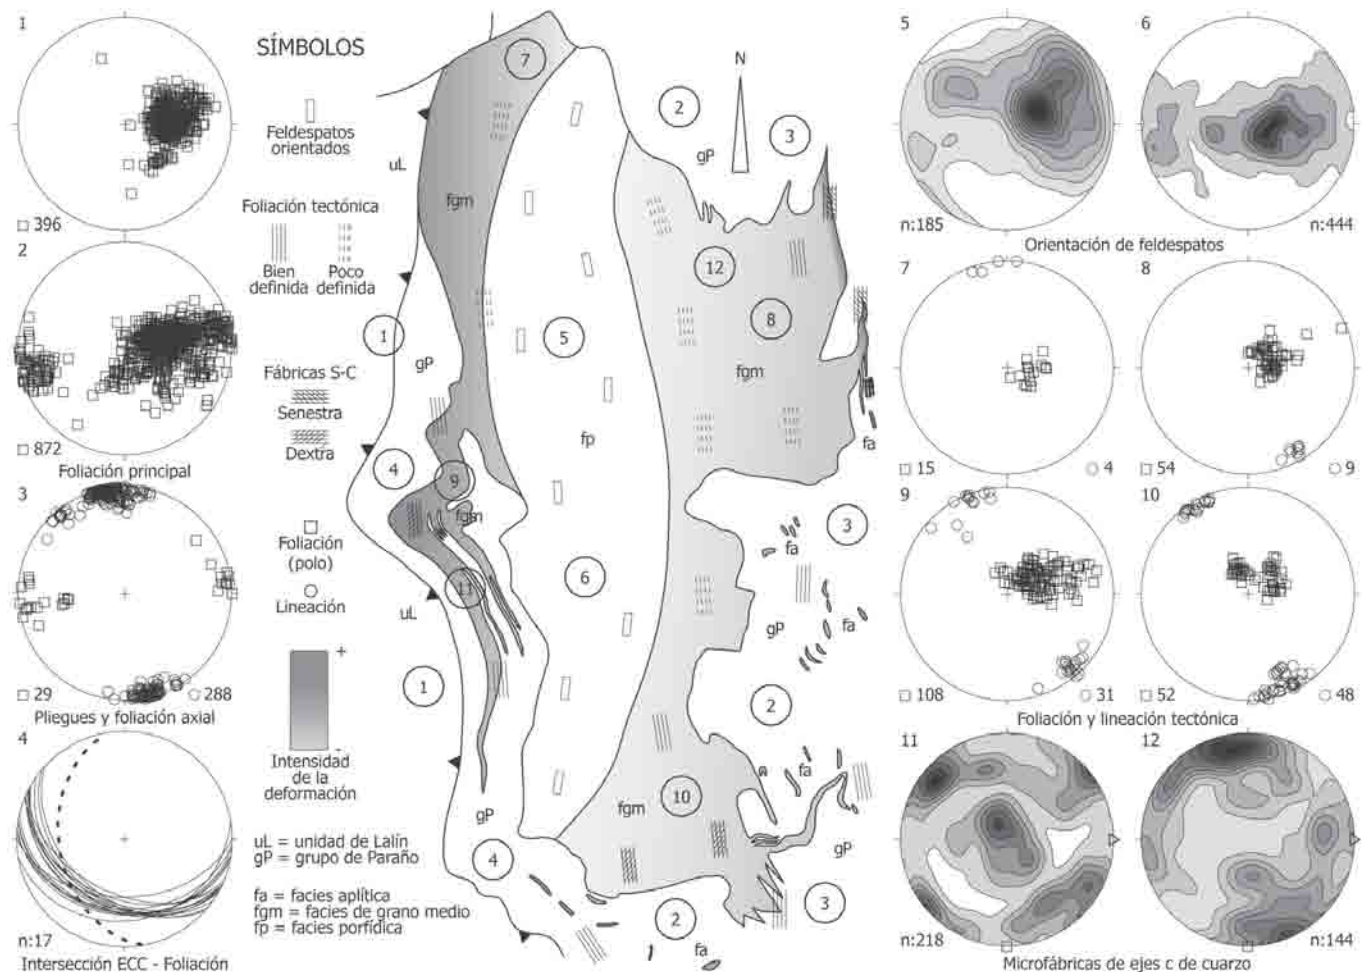 1
396
2
872
Foliación principal
3
29
288
Pliegues y foliación axial
4
n:17
Intersección ECC - Foliación
SÍMBOLOS
Feldespatos
orientados
Foliación tectónica
Bien
definida
Poco
definida
Fábricas S-C
Senestra
Dextra
Foliación
(polo)
Lineación
+
-
Intensidad
de la
deformación
uL = unidad de Lalín
gP = grupo de Paraño
fa = facies aplítica
fgm = facies de grano medio
fp = facies porfídica
N
7
2
3
gP
uL
fgm
12
1
5
8
gP
fgm
fp
fa
4
9
fgm
3
fa
11
6
uL
gP
fa
1
2
fa
fgm
10
gP
gP
4
3
2
fa
5
n:185
6
n:444
Orientación de feldespatos
7
15
4
8
54
9
9
108
31
10
52
48
Foliación y lineación tectónica
11
n:218
12
n:144
Microfábricas de ejes c de cuarzo